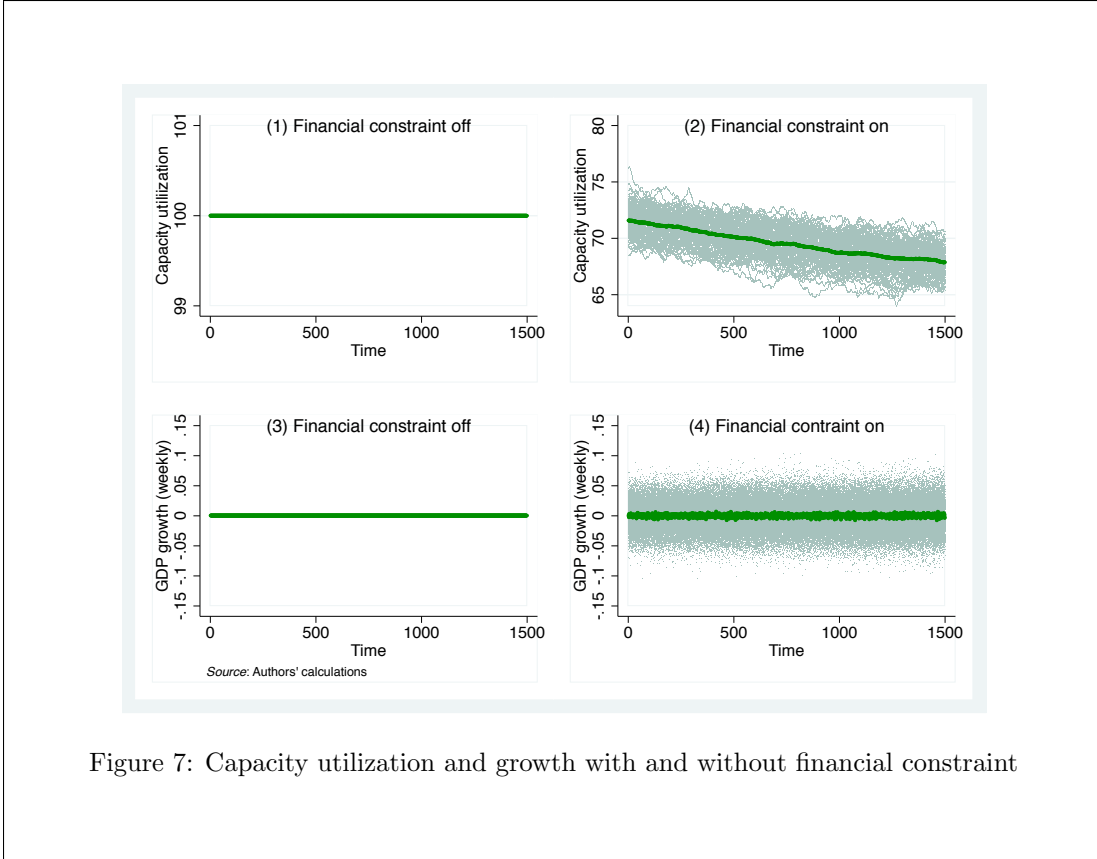 (1) Financial constraint off
Capacity utilization
101
100
99
0 500 1000 1500
Time
(2) Financial constraint on
Capacity utilization
80
75
70
65
0 500 1000 1500
Time
(3) Financial constraint off
GDP growth (weekly)
.15
.1
.05
0
-.05
-.1
-.15
0 500 1000 1500
Time
(4) Financial contraint on
GDP growth (weekly)
.15
.1
.05
0
-.05
-.1
-.15
0 500 1000 1500
Time
Source: Authors' calculations
Figure 7: Capacity utilization and growth with and without financial constraint